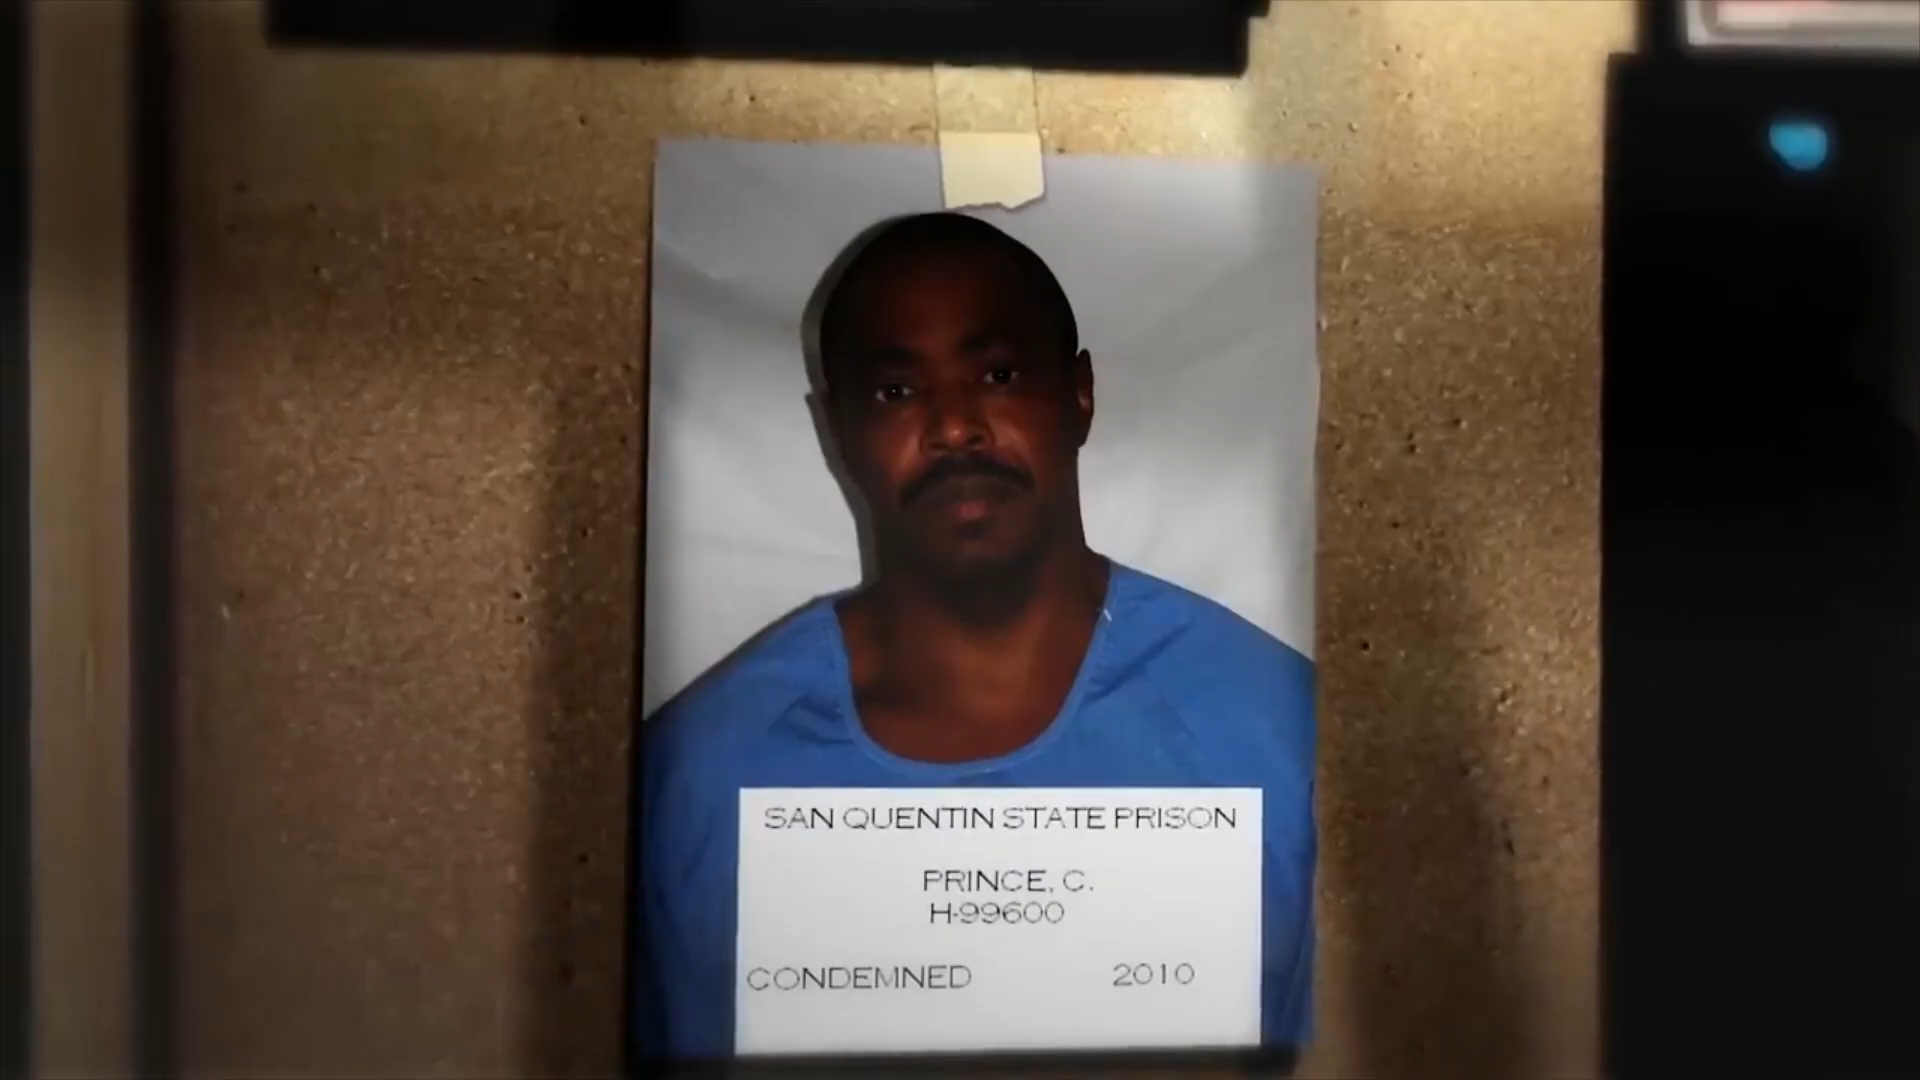 SAN QUENTIN STATE PRISON
PRINCE, C.
H-99600
CONDEMNED 2010